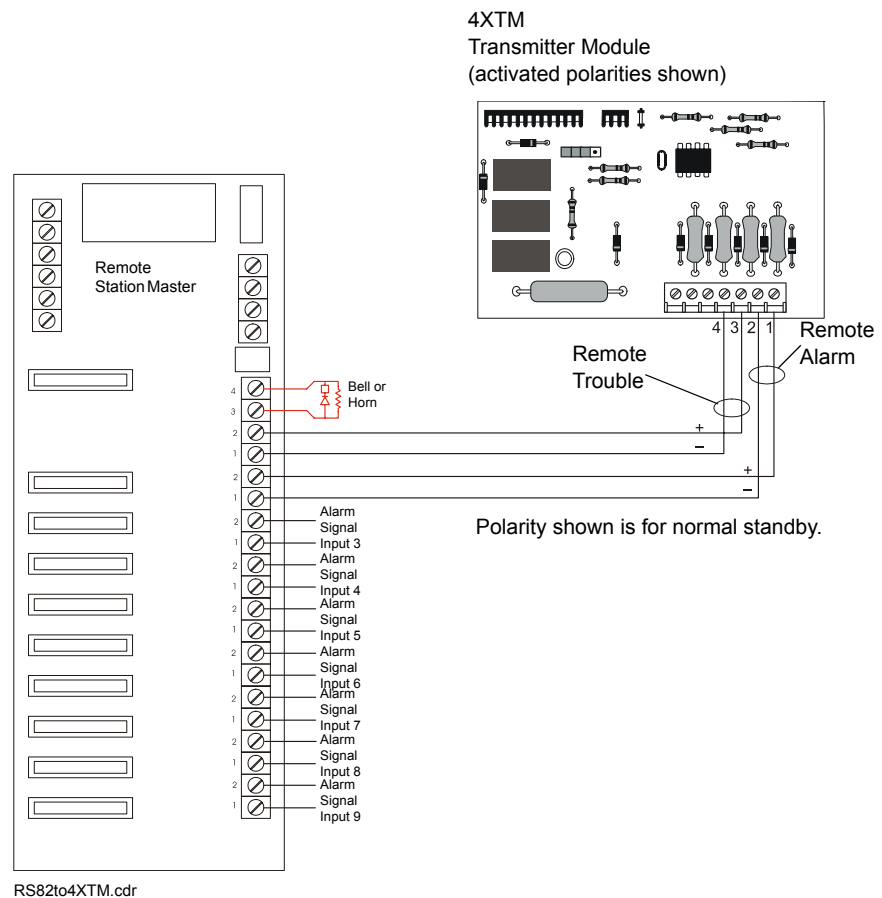 4XTM
Transmitter Module
(activated polarities shown)
Remote
Station Master
4 3 2 1
Remote
Alarm
Remote
Trouble
4
Bell or
Horn
3
2
+
1
−
2
+
1
−
Polarity shown is for normal standby.
2
Alarm
Signal
1
Input 3
2
Alarm
Signal
1
Input 4
2
Alarm
Signal
1
Input 5
2
Alarm
Signal
1
Input 6
2
Alarm
Signal
1
Input 7
2
Alarm
Signal
1
Input 8
2
Alarm
Signal
1
Input 9
RS82to4XTM.cdr